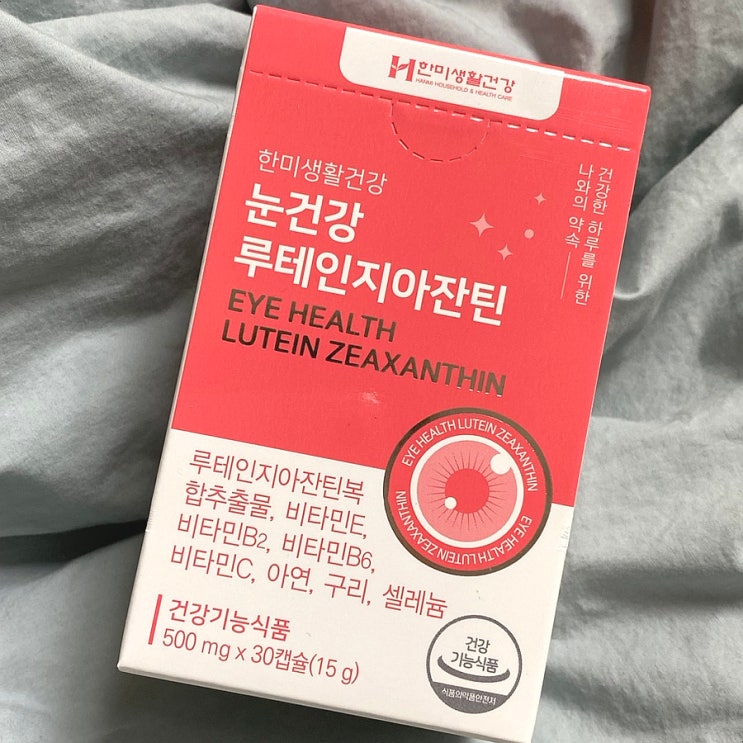 한미생활건강
HANMI HOUSEHOLD & HEALTH CARE
건강한 하루를 위한
나와의 약속
한미생활건강
눈건강
루테인지아잔틴
EYE HEALTH
LUTEIN ZEAXANTHIN
EYE HEALTH LUTEIN ZEAXANTHIN
EYE HEALTH LUTEIN ZEAXANTHIN
루테인지아잔틴복
합추출물, 비타민E,
비타민B2, 비타민B6,
비타민C, 아연, 구리, 셀레늄
건강기능식품
500 mg x 30캡슐(15 g)
건강
기능식품
식품의약품안전처